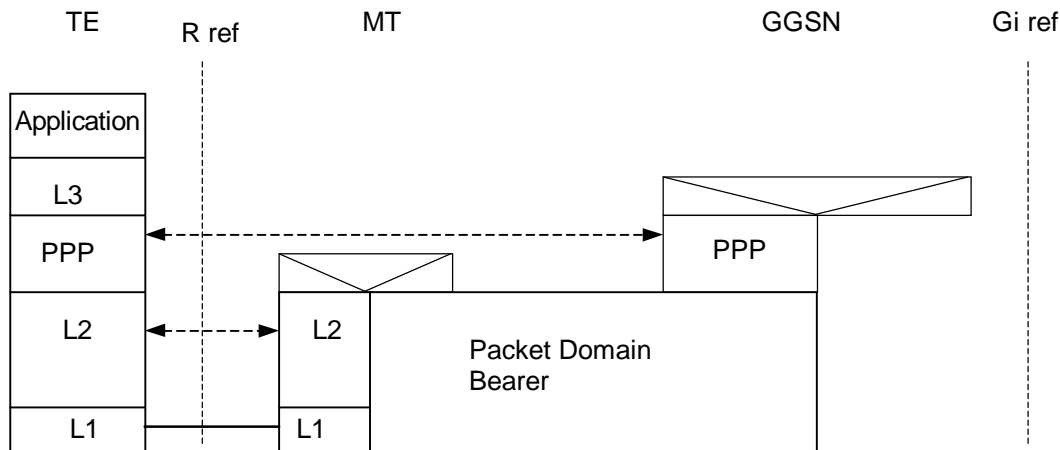 TE
R ref
MT
GGSN
Gi ref
Application
L3
PPP
PPP
L2
L2
Packet Domain
Bearer
L1
L1